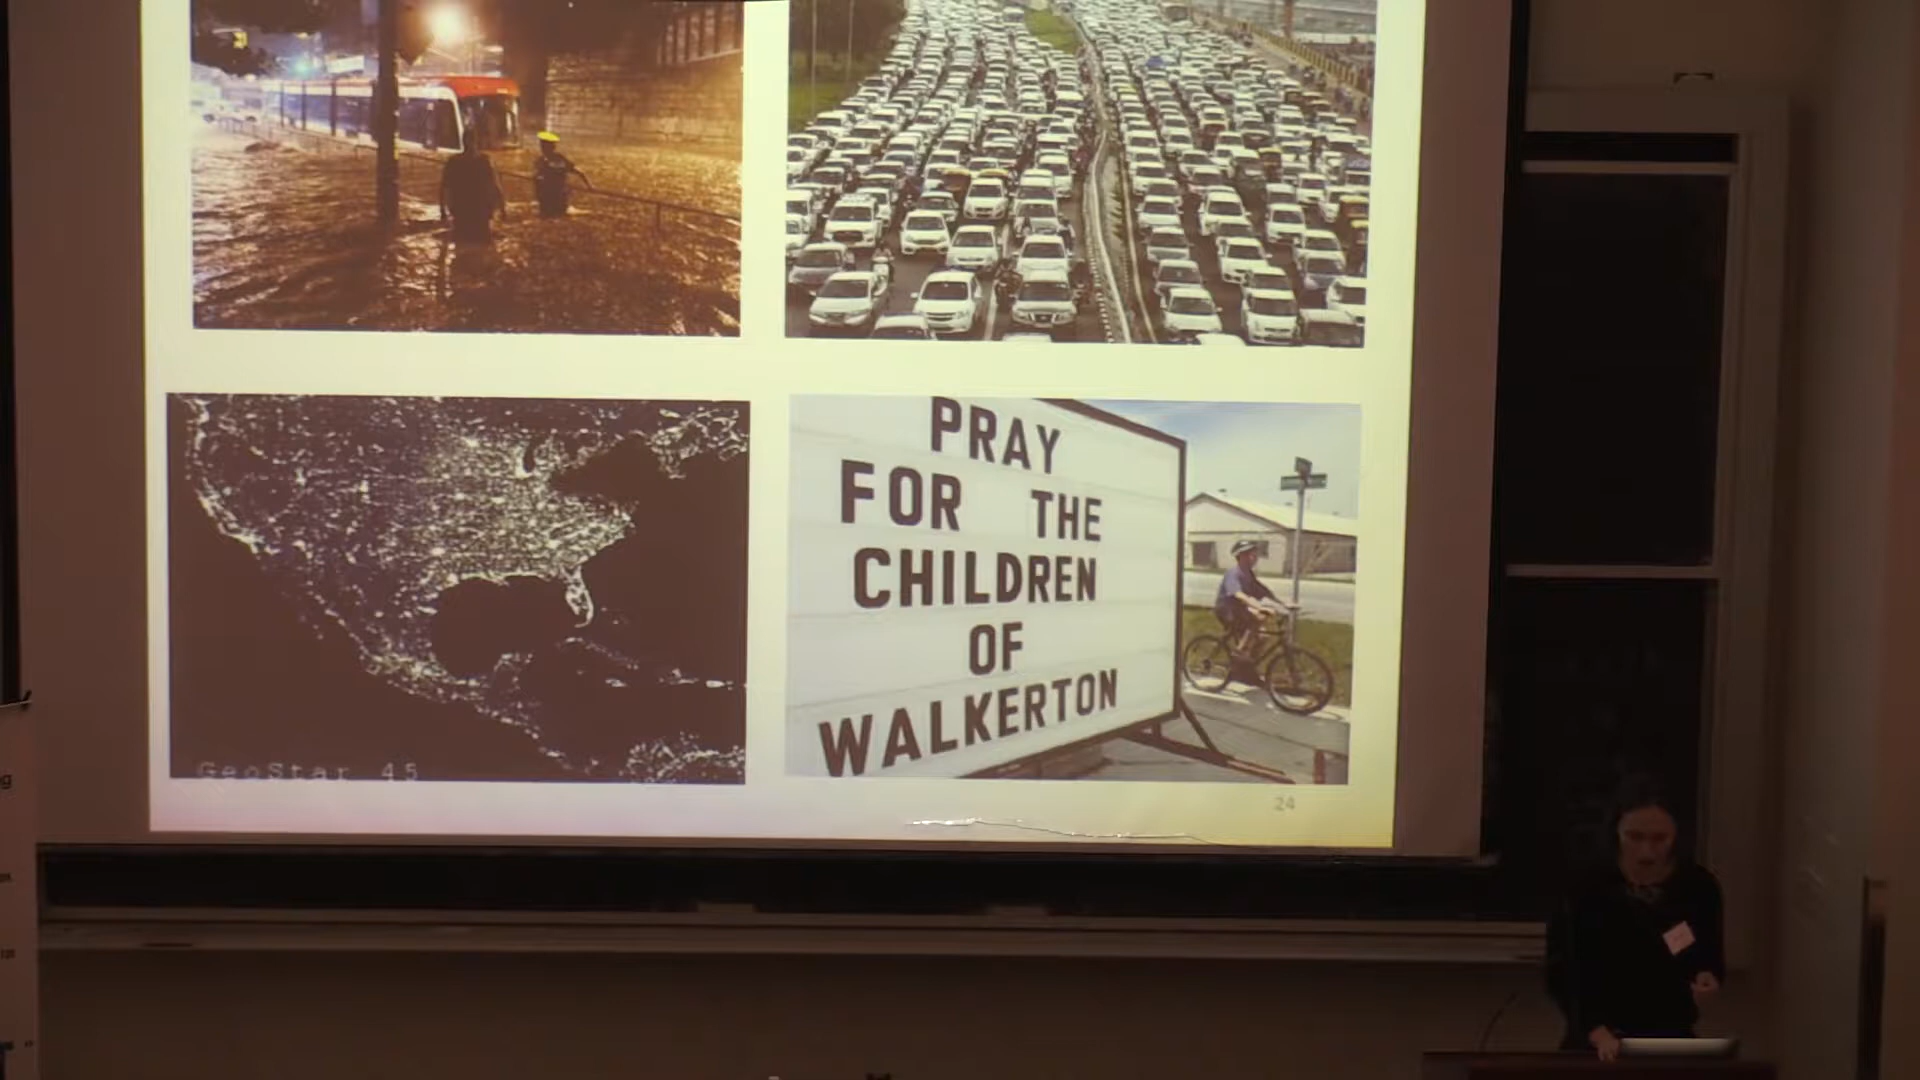 PRAY
FOR THE
CHILDREN
OF
WALKERTON
GeoStar 45
24